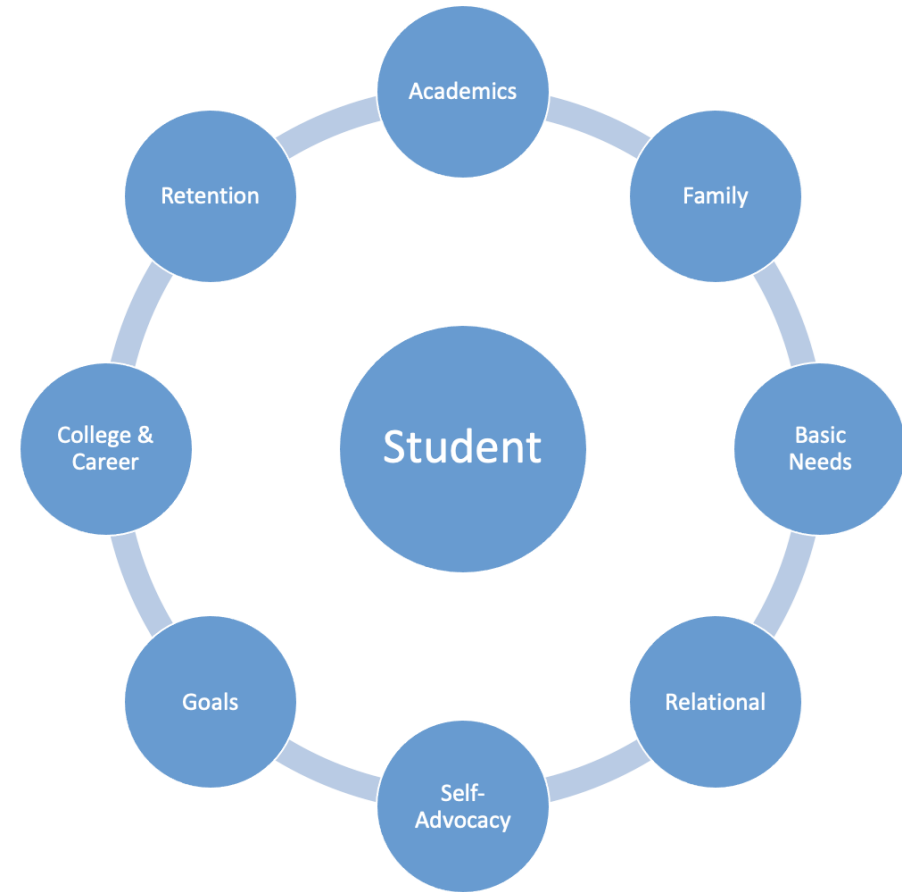 Academics
Family
Basic
Needs
Relational
Self-
Advocacy
Goals
College &
Career
Retention
Student